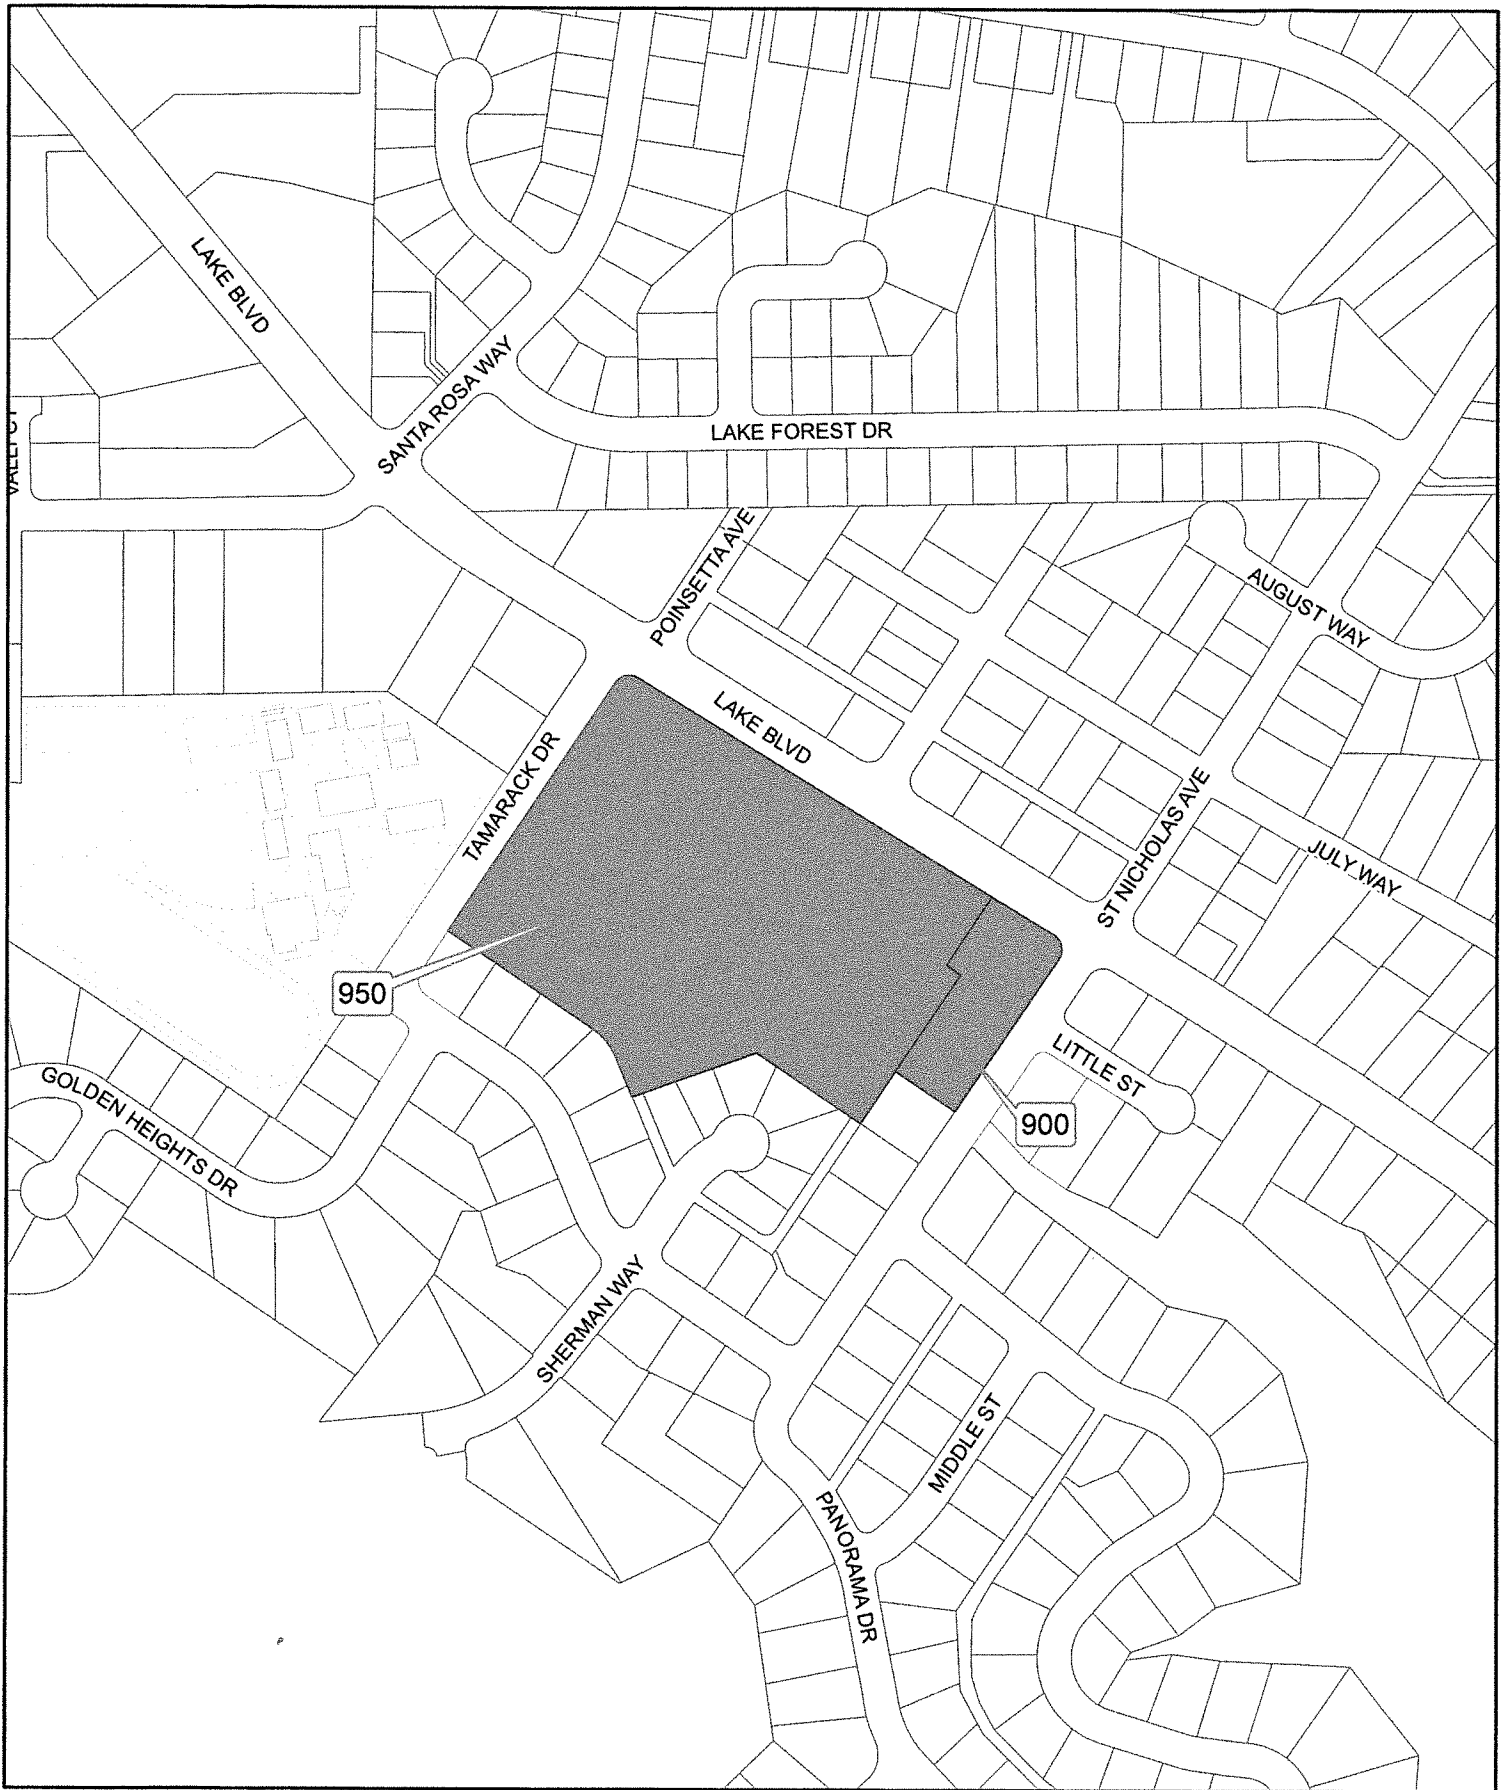 LAKE BLVD
SANTA ROSA WAY
LAKE FOREST DR
POINSETTA AVE
AUGUST WAY
LAKE BLVD
TAMARACK DR
ST NICHOLAS AVE
JULY WAY
950
LITTLE ST
GOLDEN HEIGHTS DR
900
SHERMAN WAY
MIDDLE ST
PANORAMA DR